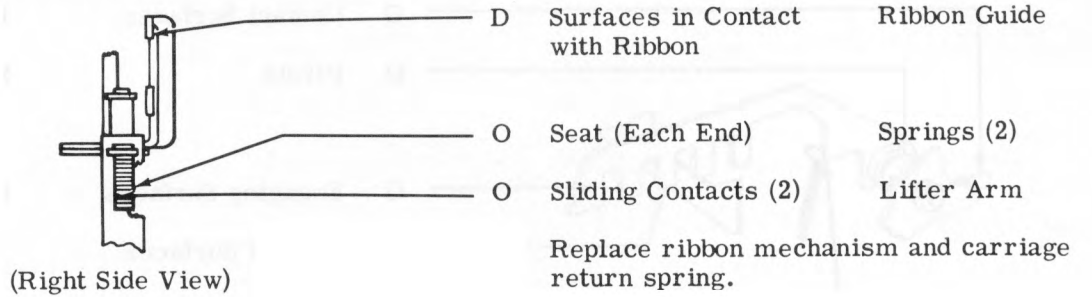 D Surfaces in Contact Ribbon Guide
with Ribbon
O Seat (Each End) Springs (2)
O Sliding Contacts (2) Lifter Arm
Replace ribbon mechanism and carriage
return spring.
(Right Side View)